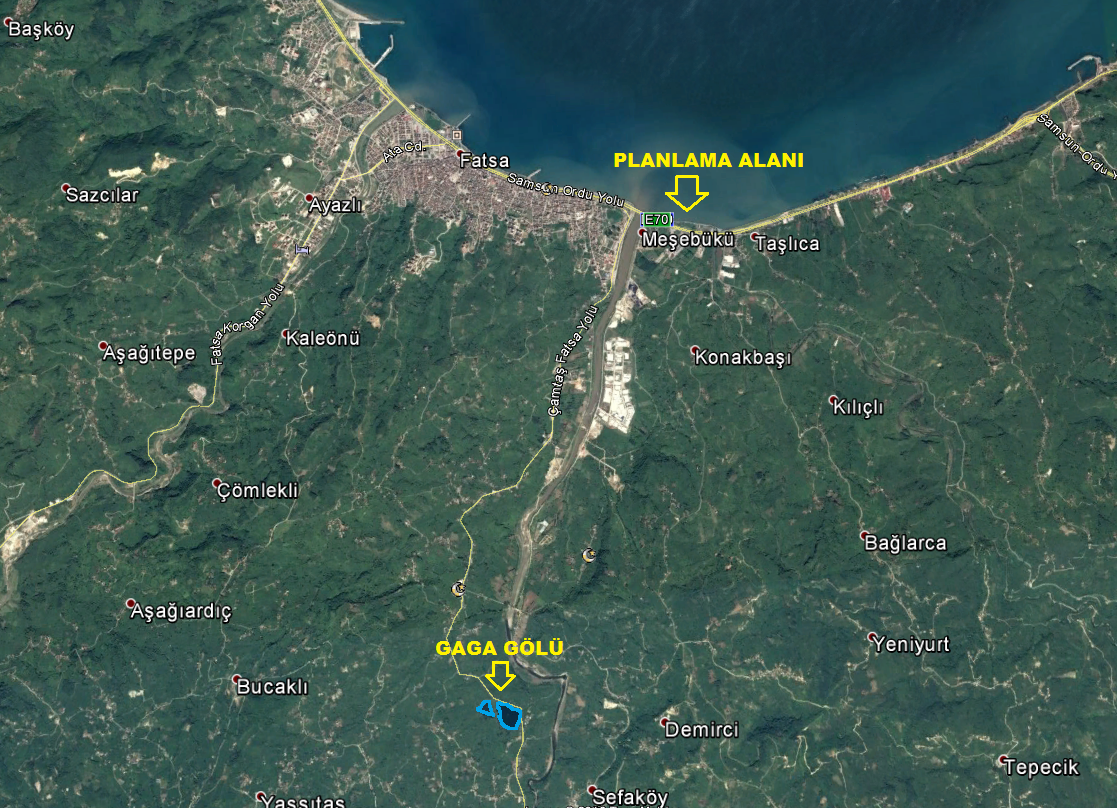 Başköy
Ata Cd.
Fatsa
PLANLAMA ALANI
Samsun Ordu Yolu
Samsun Ordu Y
Sazcılar
Ayazlı
E70
Meşebükü
Taşlıca
Fatsa Korgan Yolu
Kaleönü
Aşağıtepe
Çamtaş Fatsa Yolu
Konakbaşı
Kılıçlı
Çömlekli
Bağlarca
Aşağıardıç
GAGA GÖLÜ
Yeniyurt
Bucaklı
Demirci
Tepecik
Yassıtaş
Sefaköy